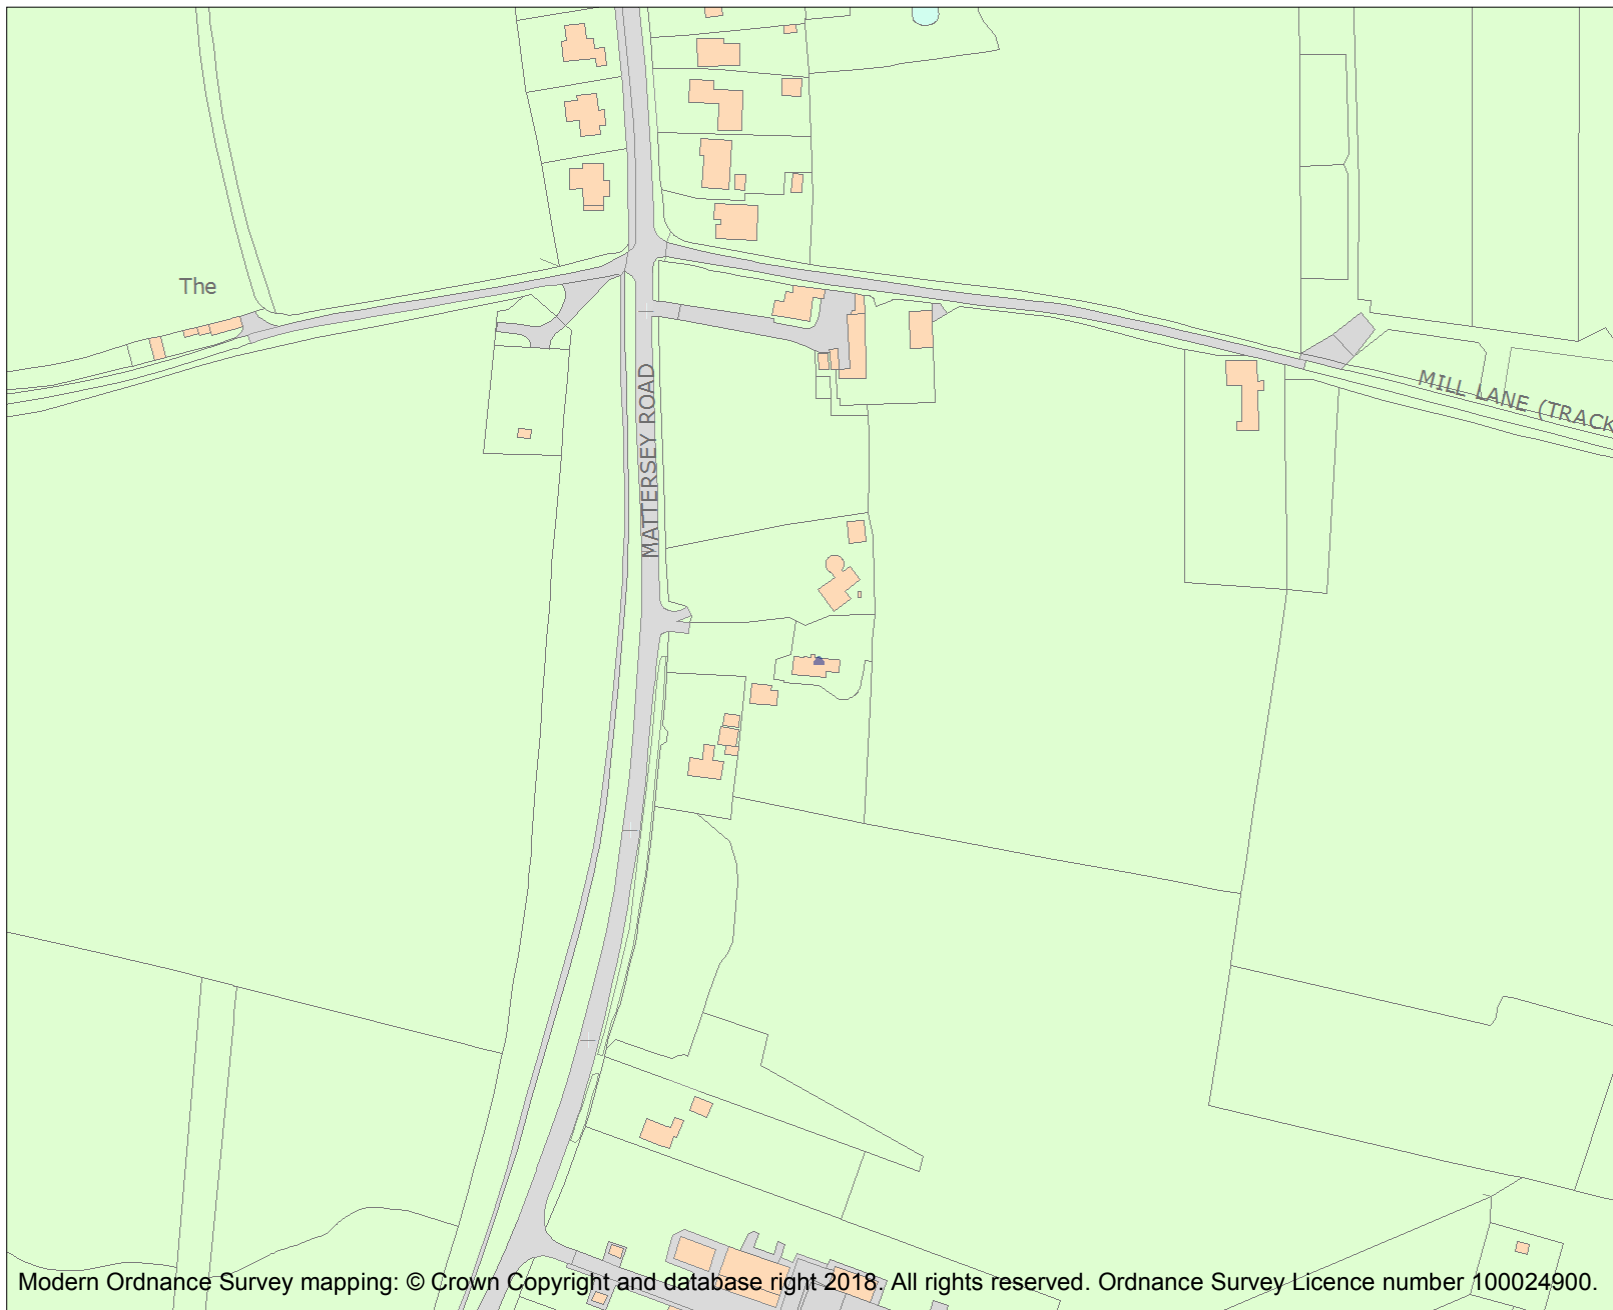 The
MATTERSEY ROAD
MILL LANE (TRACK
Modern Ordnance Survey mapping: © Crown Copyright and database right 2018. All rights reserved. Ordnance Survey Licence number 100024900.